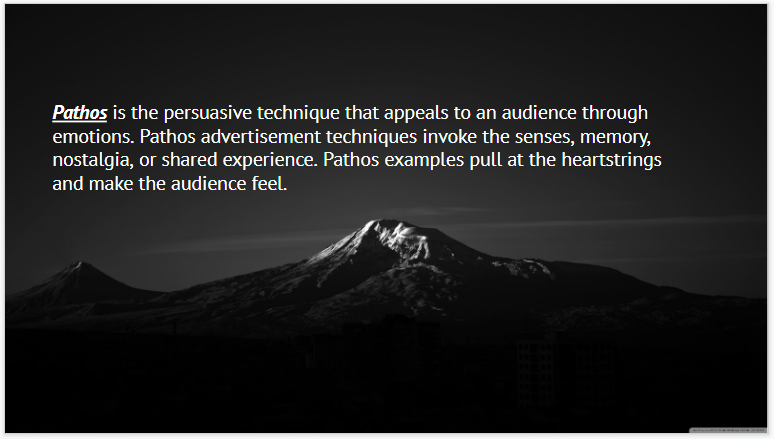 Pathos is the persuasive technique that appeals to an audience through
emotions. Pathos advertisement techniques invoke the senses, memory,
nostalgia, or shared experience. Pathos examples pull at the heartstrings
and make the audience feel.